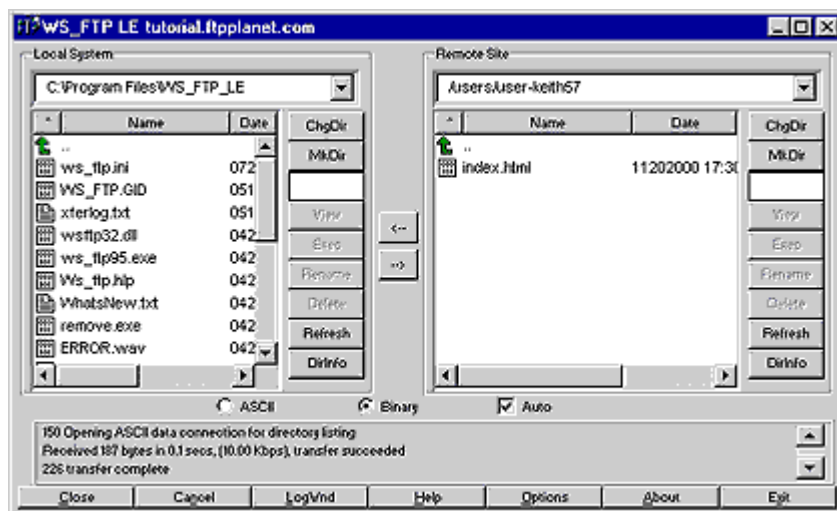 WS_FTP LE tutorial.ftpplanet.com
Local System
C:\Program Files\WS_FTP_LE
^ Name Date
..
ws_ftp.ini 072
WS_FTP.GID 051
xferlog.txt 051
wsftp32.dll 042
ws_ftp95.exe 042
Ws_ftp.hlp 042
WhatsNew.txt 042
remove.exe 042
ERROR.wav 042
ChgDir
MkDir
View
Exec
Rename
Delete
Refresh
DirInfo
<--
-->
Remote Site
/users/user-keith57
^ Name Date
..
index.html 11202000 17:30
ChgDir
MkDir
View
Exec
Rename
Delete
Refresh
DirInfo
ASCII Binary Auto
150 Opening ASCII data connection for directory listing
Received 187 bytes in 0.1 secs, (10.00 Kbps), transfer succeeded
226 transfer complete
Close Cancel LogWnd Help Options About Exit